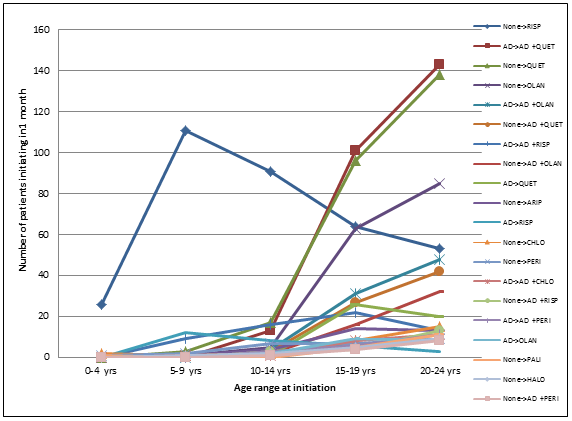 160
140
120
100
80
60
40
20
0
Number of patients initiating in1 month
0-4 yrs
5-9 yrs
10-14 yrs
15-19 yrs
20-24 yrs
Age range at initiation
None->RISP
AD->AD +QUET
None->QUET
None->OLAN
AD->AD +OLAN
None->AD +QUET
AD->AD +RISP
None->AD +OLAN
AD->QUET
None->ARIP
AD->RISP
None->CHLO
None->PERI
AD->AD +CHLO
None->AD +RISP
AD->AD +PERI
AD->OLAN
None->PALI
None->HALO
None->AD +PERI